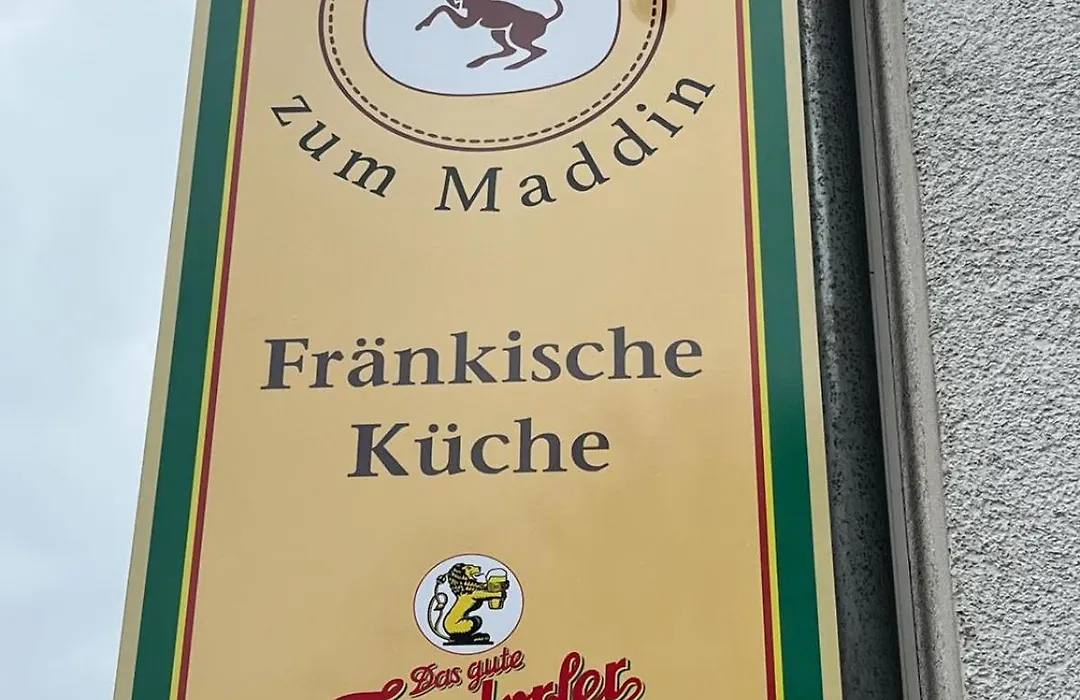 zum Maddin
Fränkische
Küche
Das gute